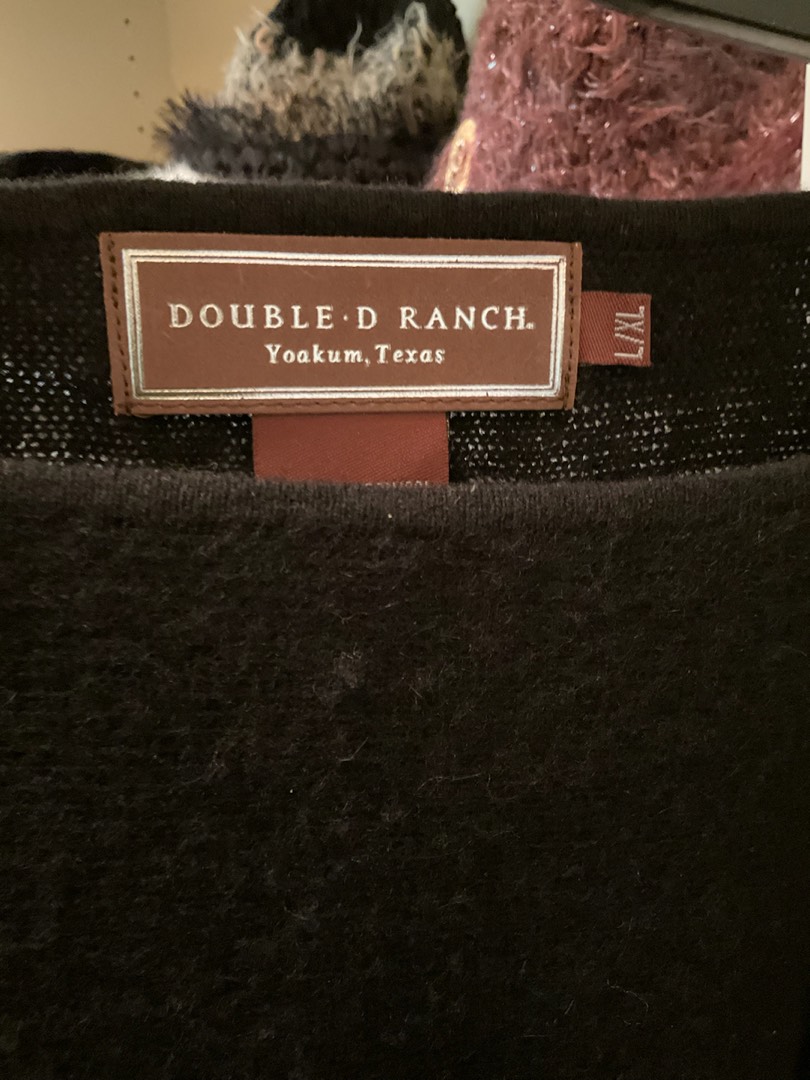 DOUBLE·D RANCH®
Yoakum, Texas
L/XL